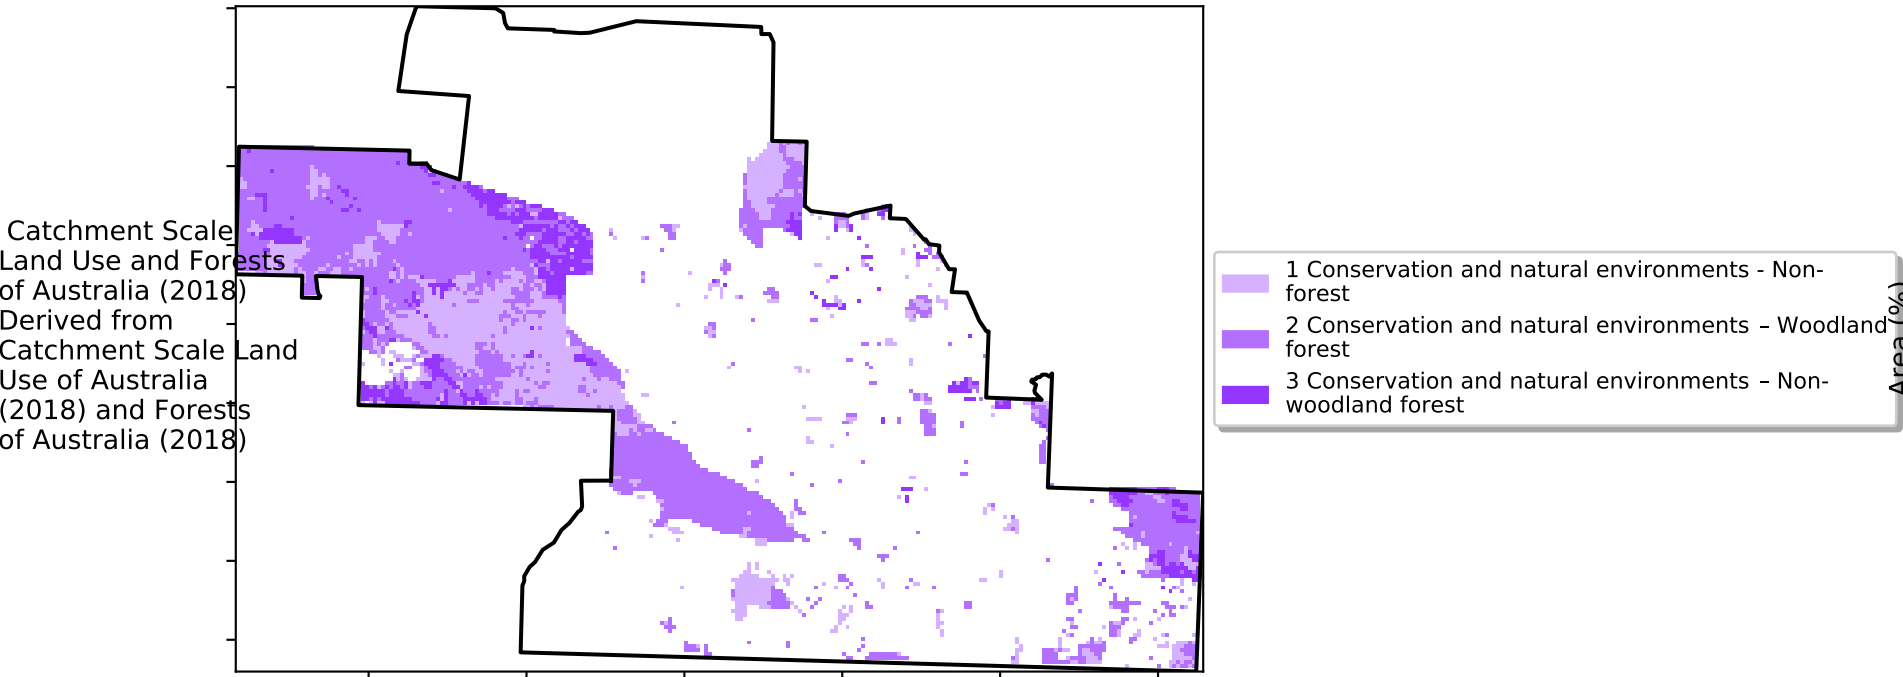 Catchment Scale
Land Use and Forests
of Australia (2018)
Derived from
Catchment Scale Land
Use of Australia
(2018) and Forests
of Australia (2018)
1 Conservation and natural environments - Non-
forest
2 Conservation and natural environments – Woodland
forest
3 Conservation and natural environments – Non-
woodland forest
Area (%)